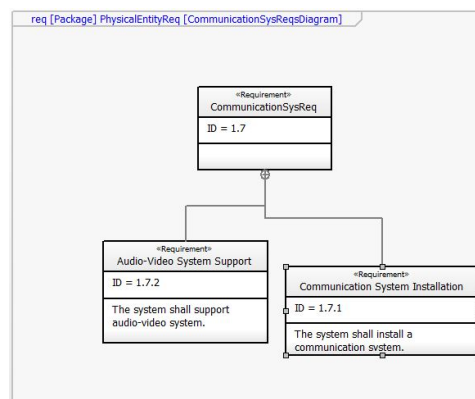 req [Package] PhysicalEntityReq [CommunicationSysReqsDiagram]
«Requirement»
CommunicationSysReq
ID = 1.7
«Requirement»
Audio-Video System Support
ID = 1.7.2
The system shall support
audio-video system.
«Requirement»
Communication System Installation
ID = 1.7.1
The system shall install a
communication system.